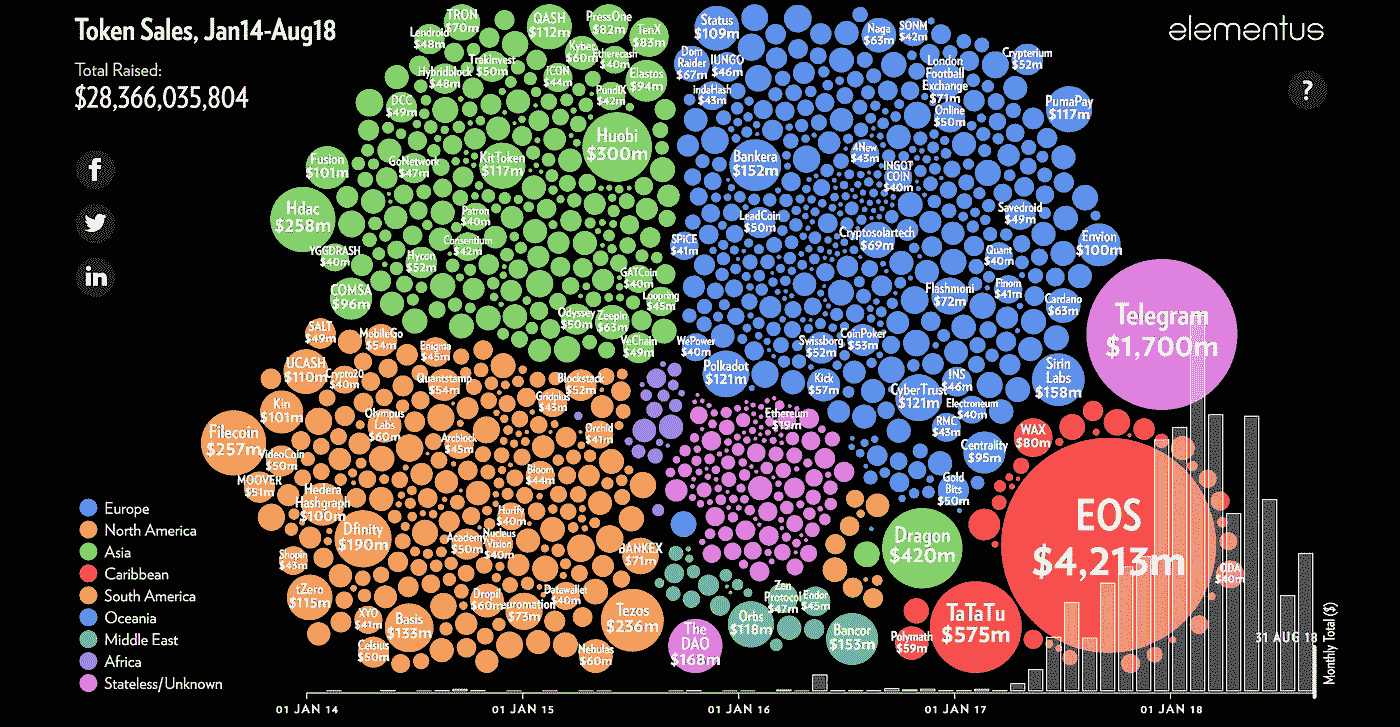 Token Sales, Jan14-Aug18
Total Raised:
$28,366,035,804
elementus
?
f
in
TRON
$70m
Lendroid
$48m
QASH
$112m
PressOne
$82m
TenX
$83m
Kyber
$60m
Etherecash
$40m
TrakInvest
$50m
Hybridblock
$48m
ICON
$44m
Elastos
$94m
PundiX
$42m
DCC
$49m
Huobi
$300m
Fusion
$101m
GoNetwork
$47m
KitToken
$117m
Hdac
$258m
Patron
$40m
Consentium
$42m
YGGDRASH
$40m
Hycon
$52m
GATCoin
$40m
COMSA
$96m
Loopring
$45m
Odyssey
$50m
Zeepin
$63m
VeChain
$49m
Status
$109m
Naga
$63m
SONM
$42m
Dom
Raider
$67m
IUNGO
$46m
London
Football
Exchange
$71m
Crypterium
$52m
indaHash
$43m
Online
$50m
PumaPay
$117m
Bankera
$152m
4New
$43m
INGOT
COIN
$40m
LeadCoin
$50m
Savedroid
$49m
SPiCE
$41m
Cryptosolartech
$69m
Quant
$40m
Envion
$100m
Flashmoni
$72m
Finom
$41m
Cardano
$63m
WePower
$40m
Swissborg
$52m
CoinPoker
$53m
Polkadot
$121m
Kick
$57m
INS
$46m
CyberTrust
$121m
Electroneum
$40m
Sirin
Labs
$158m
RMC
$43m
Centrality
$95m
Gold
Bits
$50m
Telegram
$1,700m
SALT
$49m
MobileGo
$54m
Enigma
$45m
UCASH
$110m
Crypto20
$40m
Quantstamp
$54m
Blockstack
$52m
Gridplus
$43m
Kin
$101m
Olympus
Labs
$60m
Orchid
$41m
Filecoin
$257m
Arcblock
$45m
VideoCoin
$50m
Bloom
$44m
MOOVER
$51m
Hedera
Hashgraph
$100m
Hurify
$40m
Dfinity
$190m
Academy
$50m
Nucleus
Vision
$40m
BANKEX
$71m
Shopin
$43m
tZero
$115m
Dropil
$60m
uromation
$73m
Datawallet
$40m
XYO
$41m
Basis
$133m
Tezos
$236m
Celsius
$50m
Nebulas
$60m
Ethereum
$19m
The
DAO
$168m
Zen
Protocol
$47m
Endor
$45m
Orbs
$118m
Bancor
$153m
Dragon
$420m
WAX
$80m
EOS
$4,213m
ODA
$40m
TaTaTu
$575m
Polymath
$59m
Europe
North America
Asia
Caribbean
South America
Oceania
Middle East
Africa
Stateless/Unknown
31 AUG 18
Monthly Total ($)
01 JAN 14
01 JAN 15
01 JAN 16
01 JAN 17
01 JAN 18